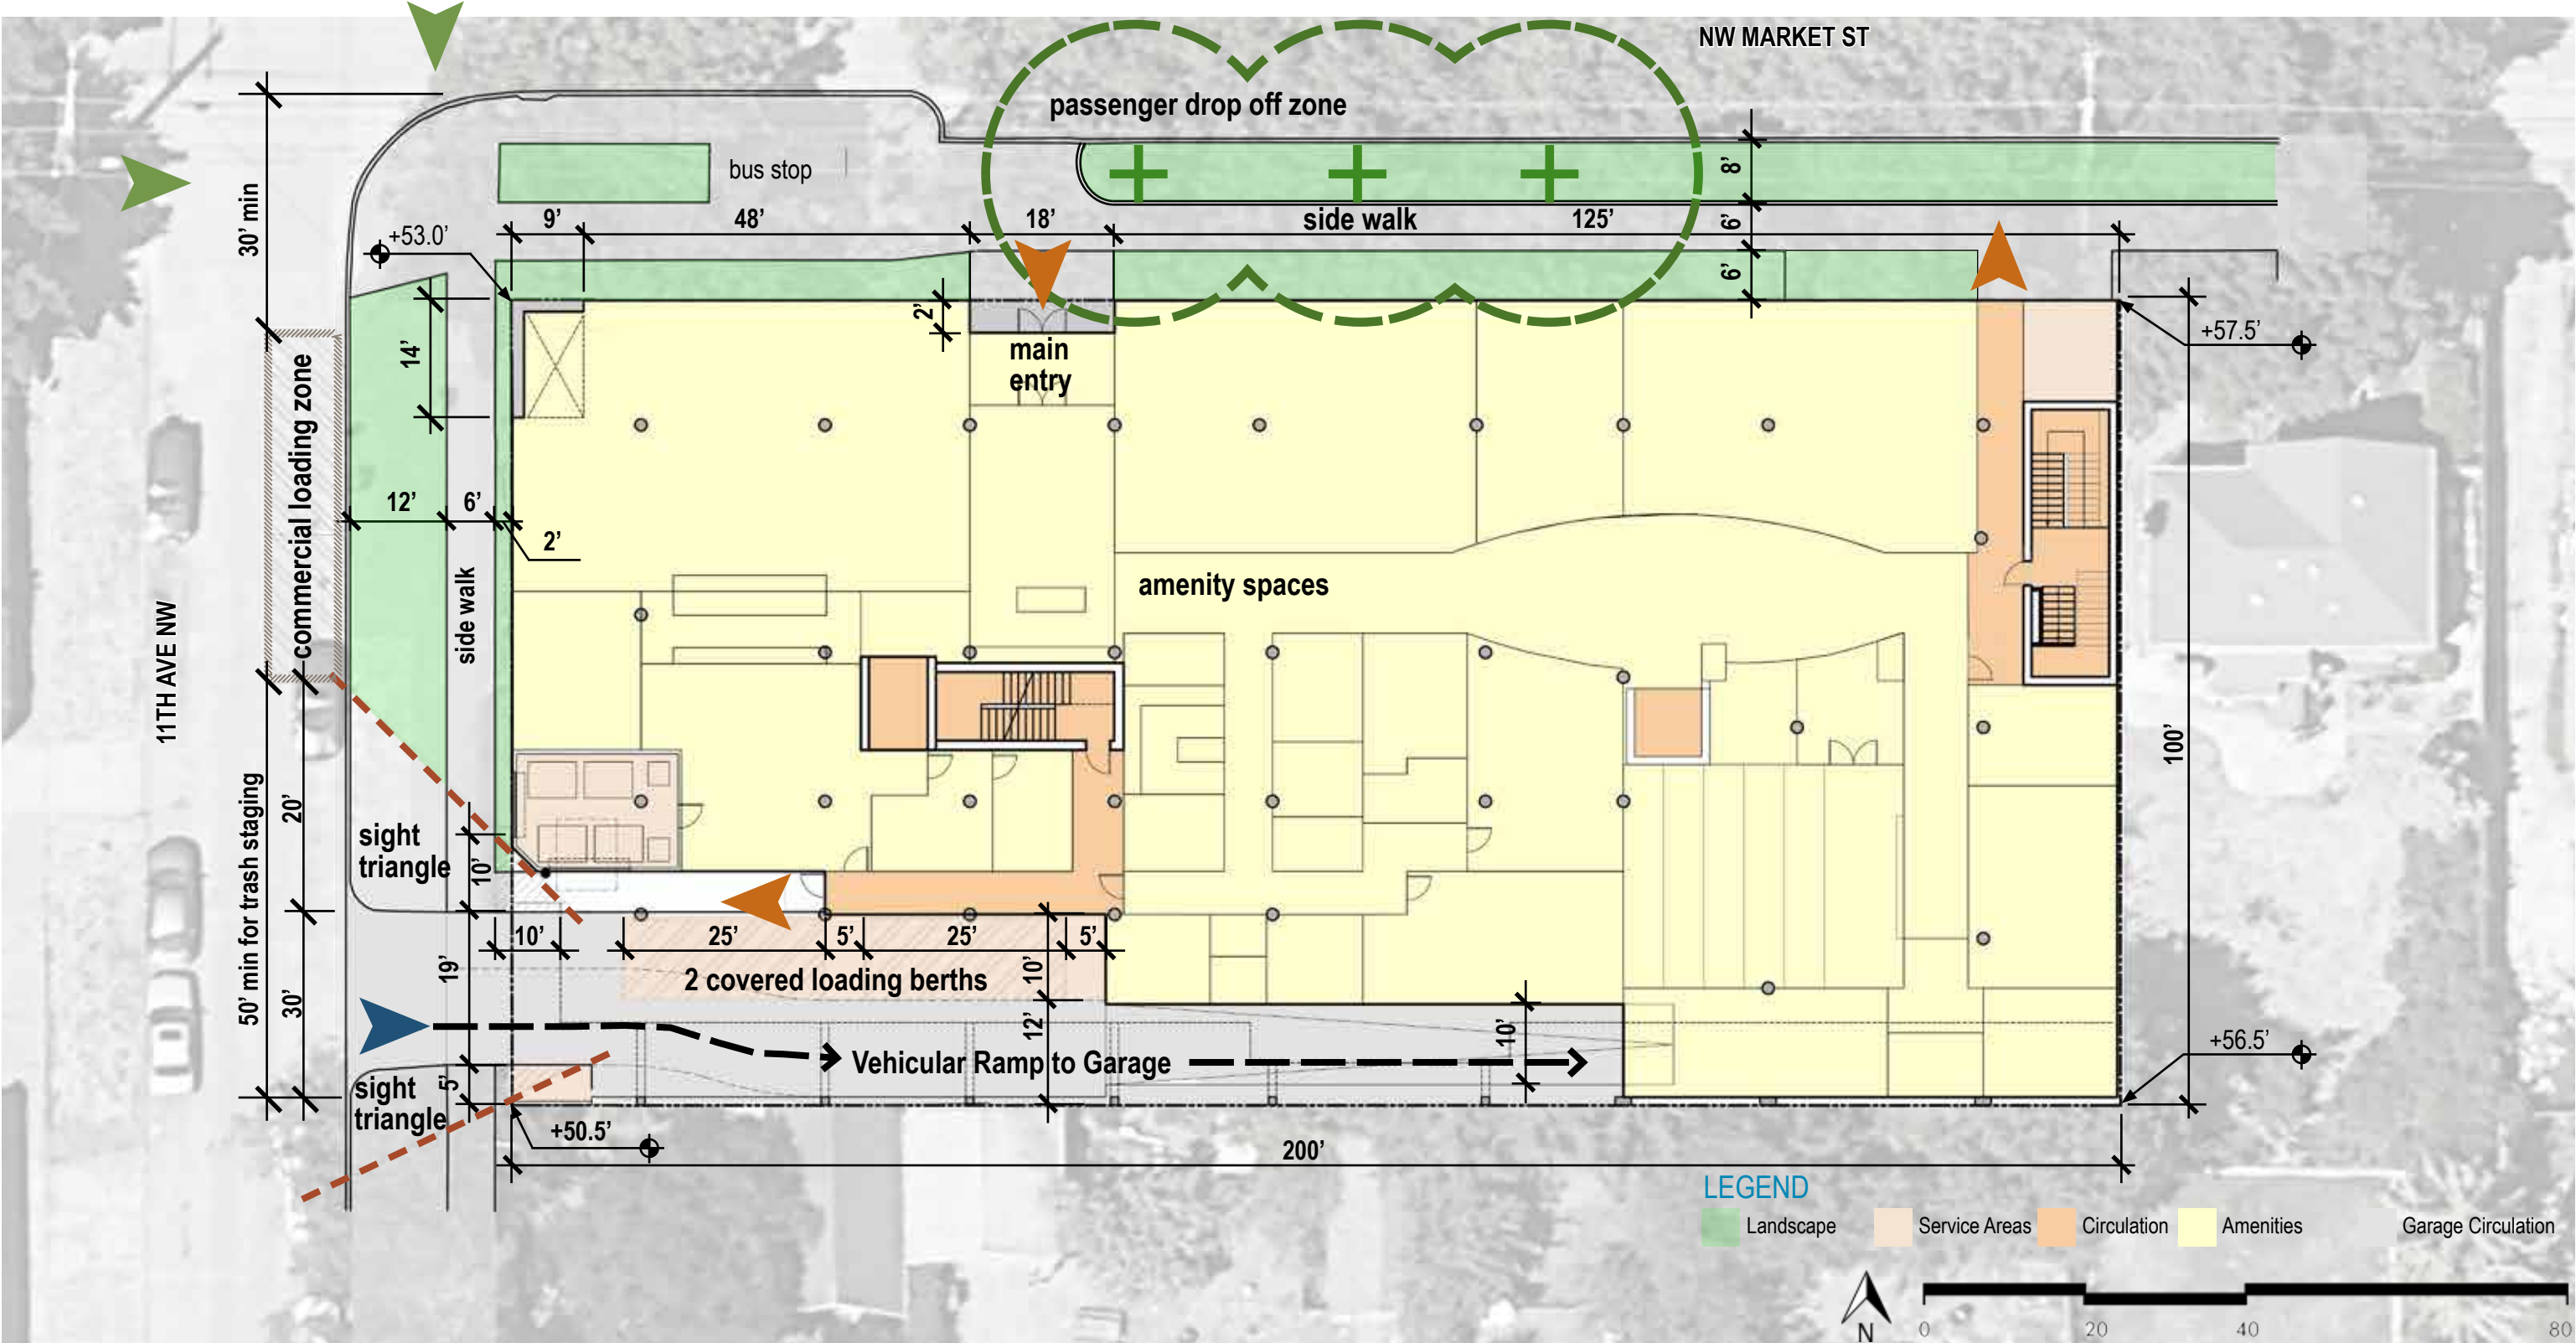 NW MARKET ST
passenger drop off zone
bus stop
8'
30' min
9'
48'
18'
side walk
125'
6'
+53.0'
6'
2'
+57.5'
main
entry
14'
commercial loading zone
12'
6'
2'
amenity spaces
side walk
11TH AVE NW
100'
50' min for trash staging
20'
sight
triangle
10'
10'
25'
5'
25'
5'
19'
2 covered loading berths
10'
30'
12'
10'
Vehicular Ramp to Garage
+56.5'
sight
triangle
5'
+50.5'
200'
LEGEND
Landscape
Service Areas
Circulation
Amenities
Garage Circulation
N
0
20
40
80